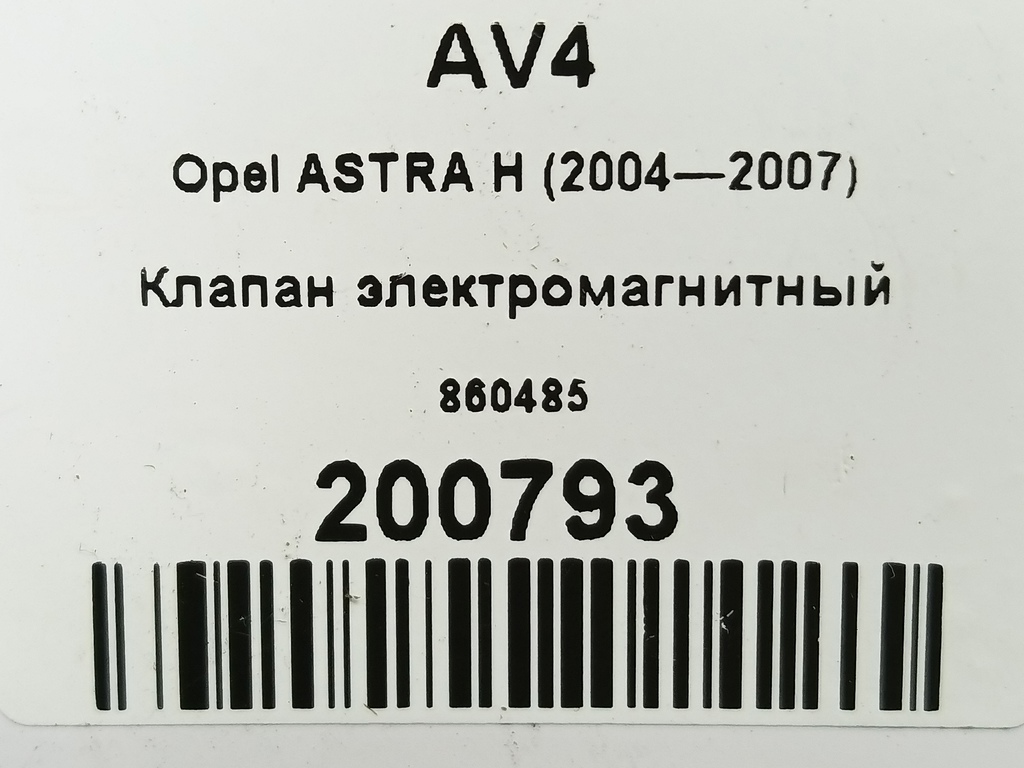 AV4
Opel ASTRA H (2004—2007)
Клапан электромагнитный
860485
200793